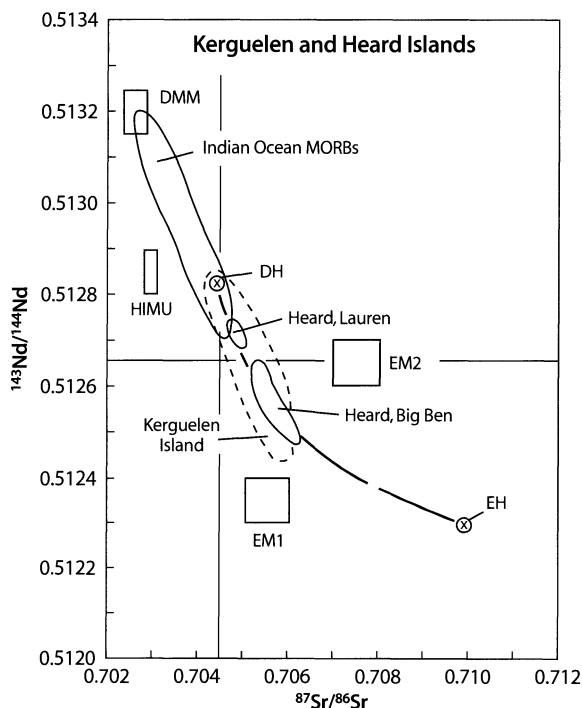 Kerguelen and Heard Islands
0.5134
0.5132
0.5130
0.5128
0.5126
0.5124
0.5122
0.5120
143Nd/144Nd
DMM
Indian Ocean MORBs
DH
HIMU
Heard, Lauren
EM2
Heard, Big Ben
Kerguelen
Island
EM1
EH
x
x
0.702
0.704
0.706
0.708
0.710
0.712
87Sr/86Sr